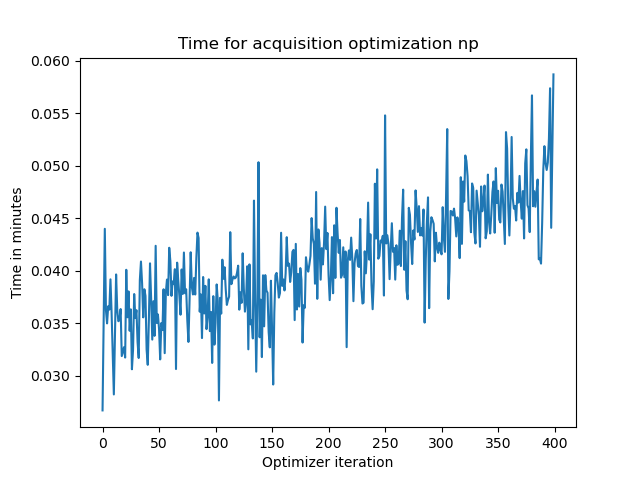 Time for acquisition optimization np
Time in minutes
0.060
0.055
0.050
0.045
0.040
0.035
0.030
0 50 100 150 200 250 300 350 400
Optimizer iteration